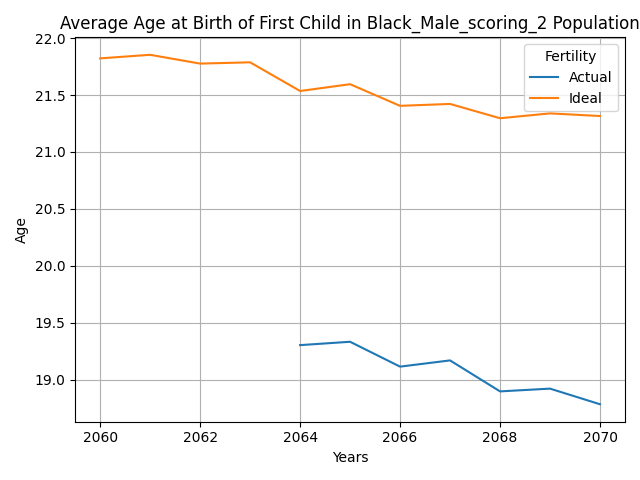 Average Age at Birth of First Child in Black_Male_scoring_2 Population
22.0
21.5
21.0
20.5
20.0
19.5
19.0
Age
Fertility
Actual
Ideal
2060 2062 2064 2066 2068 2070
Years